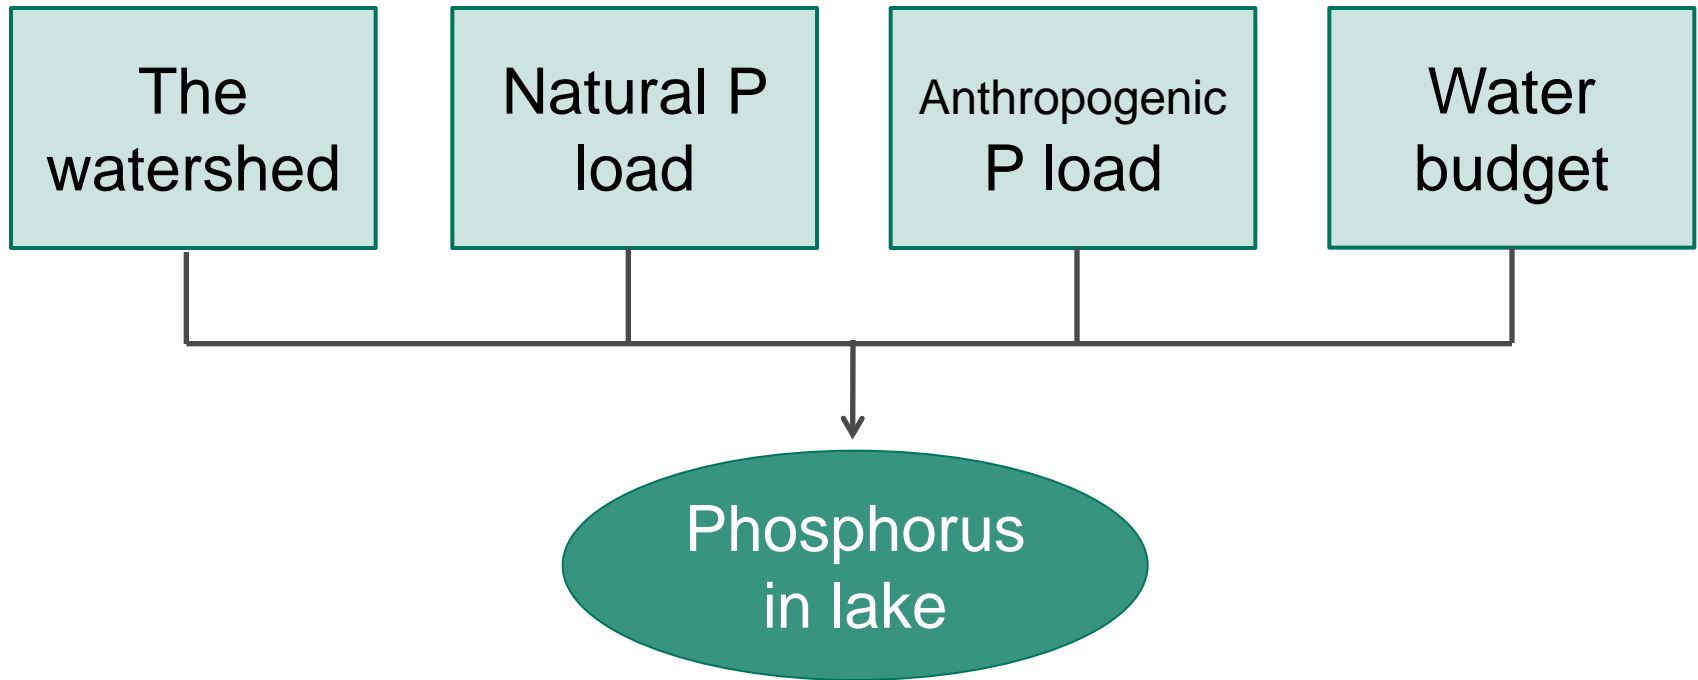 The
watershed
Natural P
load
Anthropogenic
P load
Water
budget
Phosphorus
in lake